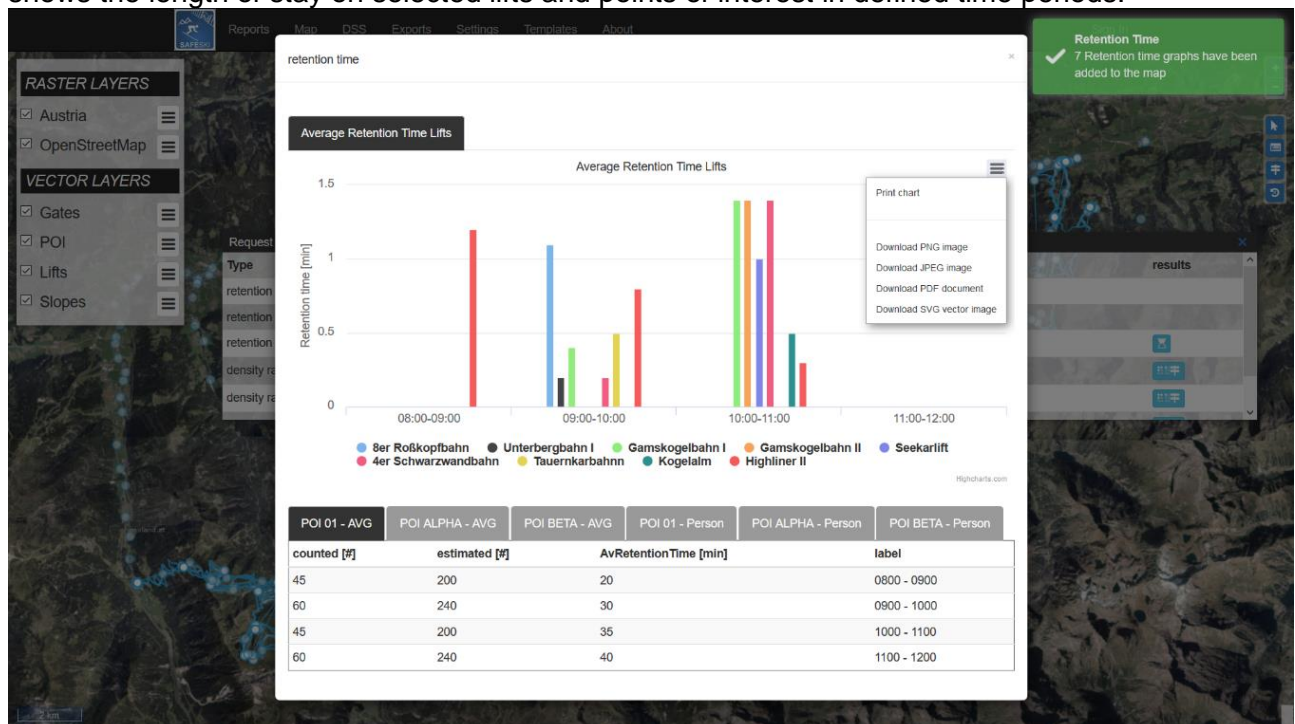 shows the length of stay on selected lifts and points of interest in defined time periods.
SAFESKI
Reports Map DSS Exports Settings Templates About
Retention Time
7 Retention time graphs have been
added to the map
RASTER LAYERS
Austria
OpenStreetMap
VECTOR LAYERS
Gates
POI
Lifts
Slopes
Request
Type
results
retention
retention
retention
density ra
density ra
retention time
×
Average Retention Time Lifts
Average Retention Time Lifts
Print chart
Download PNG image
Download JPEG image
Download PDF document
Download SVG vector image
Retention time [min]
1.5
1
0.5
0
08:00-09:00 09:00-10:00 10:00-11:00 11:00-12:00
8er Roßkopfbahn Unterbergbahn I Gamskogelbahn I Gamskogelbahn II Seekarlift
4er Schwarzwandbahn Tauernkarbahnn Kogelalm Highliner II
Highcharts.com
POI 01 - AVG POI ALPHA - AVG POI BETA - AVG POI 01 - Person POI ALPHA - Person POI BETA - Person
counted [#] estimated [#] AvRetentionTime [min] label
45 200 20 0800 - 0900
60 240 30 0900 - 1000
45 200 35 1000 - 1100
60 240 40 1100 - 1200
2 km